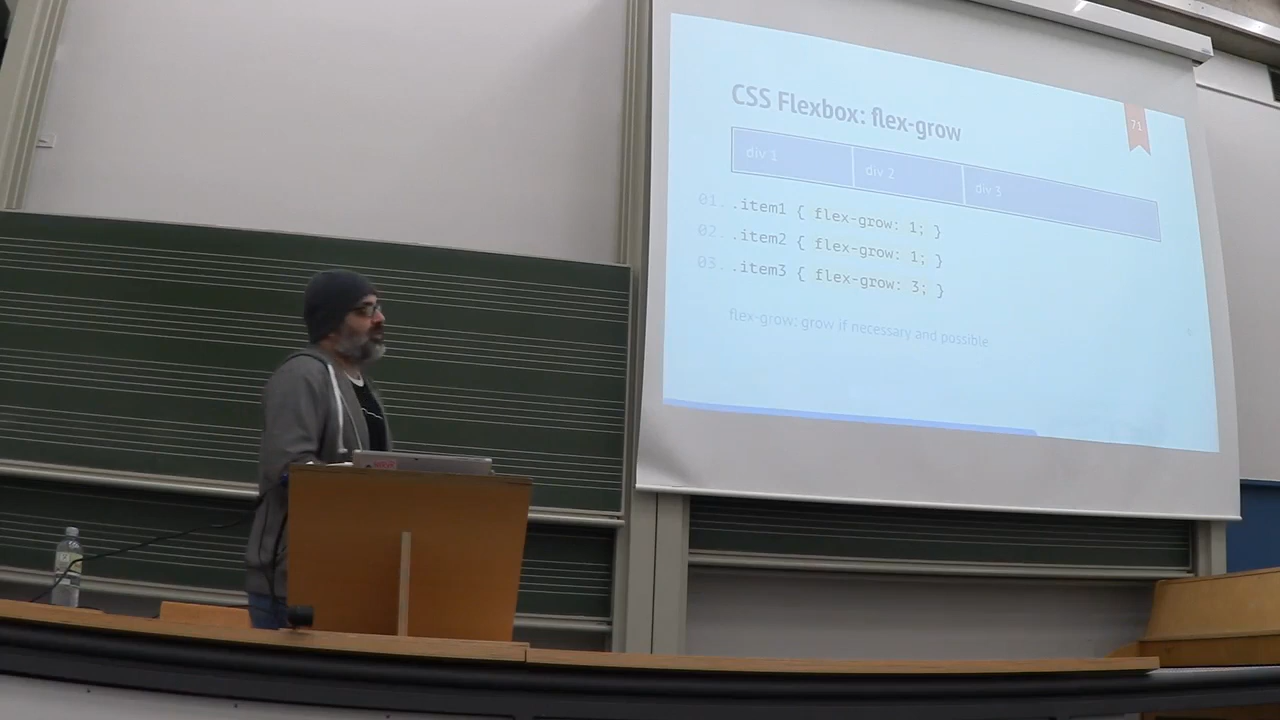 CSS Flexbox: flex-grow
71
div 1
div 2
div 3
01. .item1 { flex-grow: 1; }
02. .item2 { flex-grow: 1; }
03. .item3 { flex-grow: 3; }
flex-grow: grow if necessary and possible